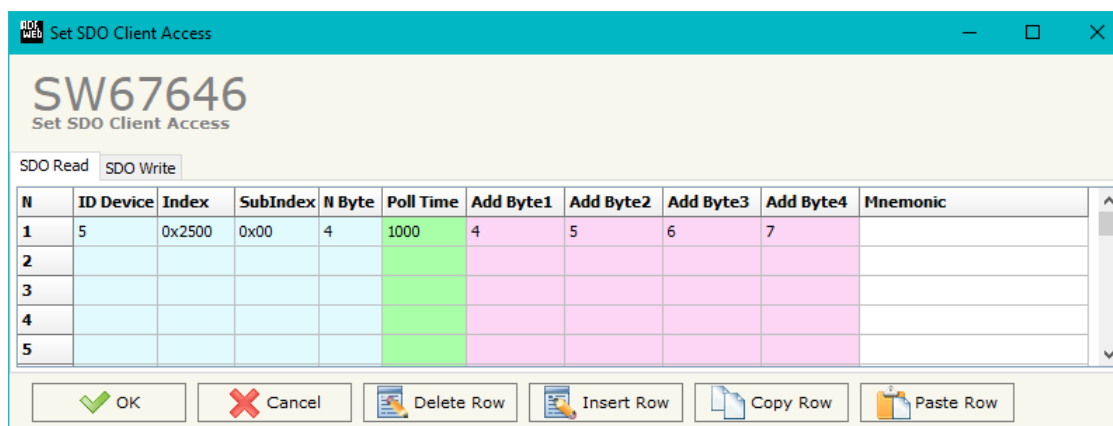 ADF WEB Set SDO Client Access
SW67646
Set SDO Client Access
SDO Read SDO Write
N ID Device Index SubIndex N Byte Poll Time Add Byte1 Add Byte2 Add Byte3 Add Byte4 Mnemonic
1 5 0x2500 0x00 4 1000 4 5 6 7
2
3
4
5
OK Cancel Delete Row Insert Row Copy Row Paste Row